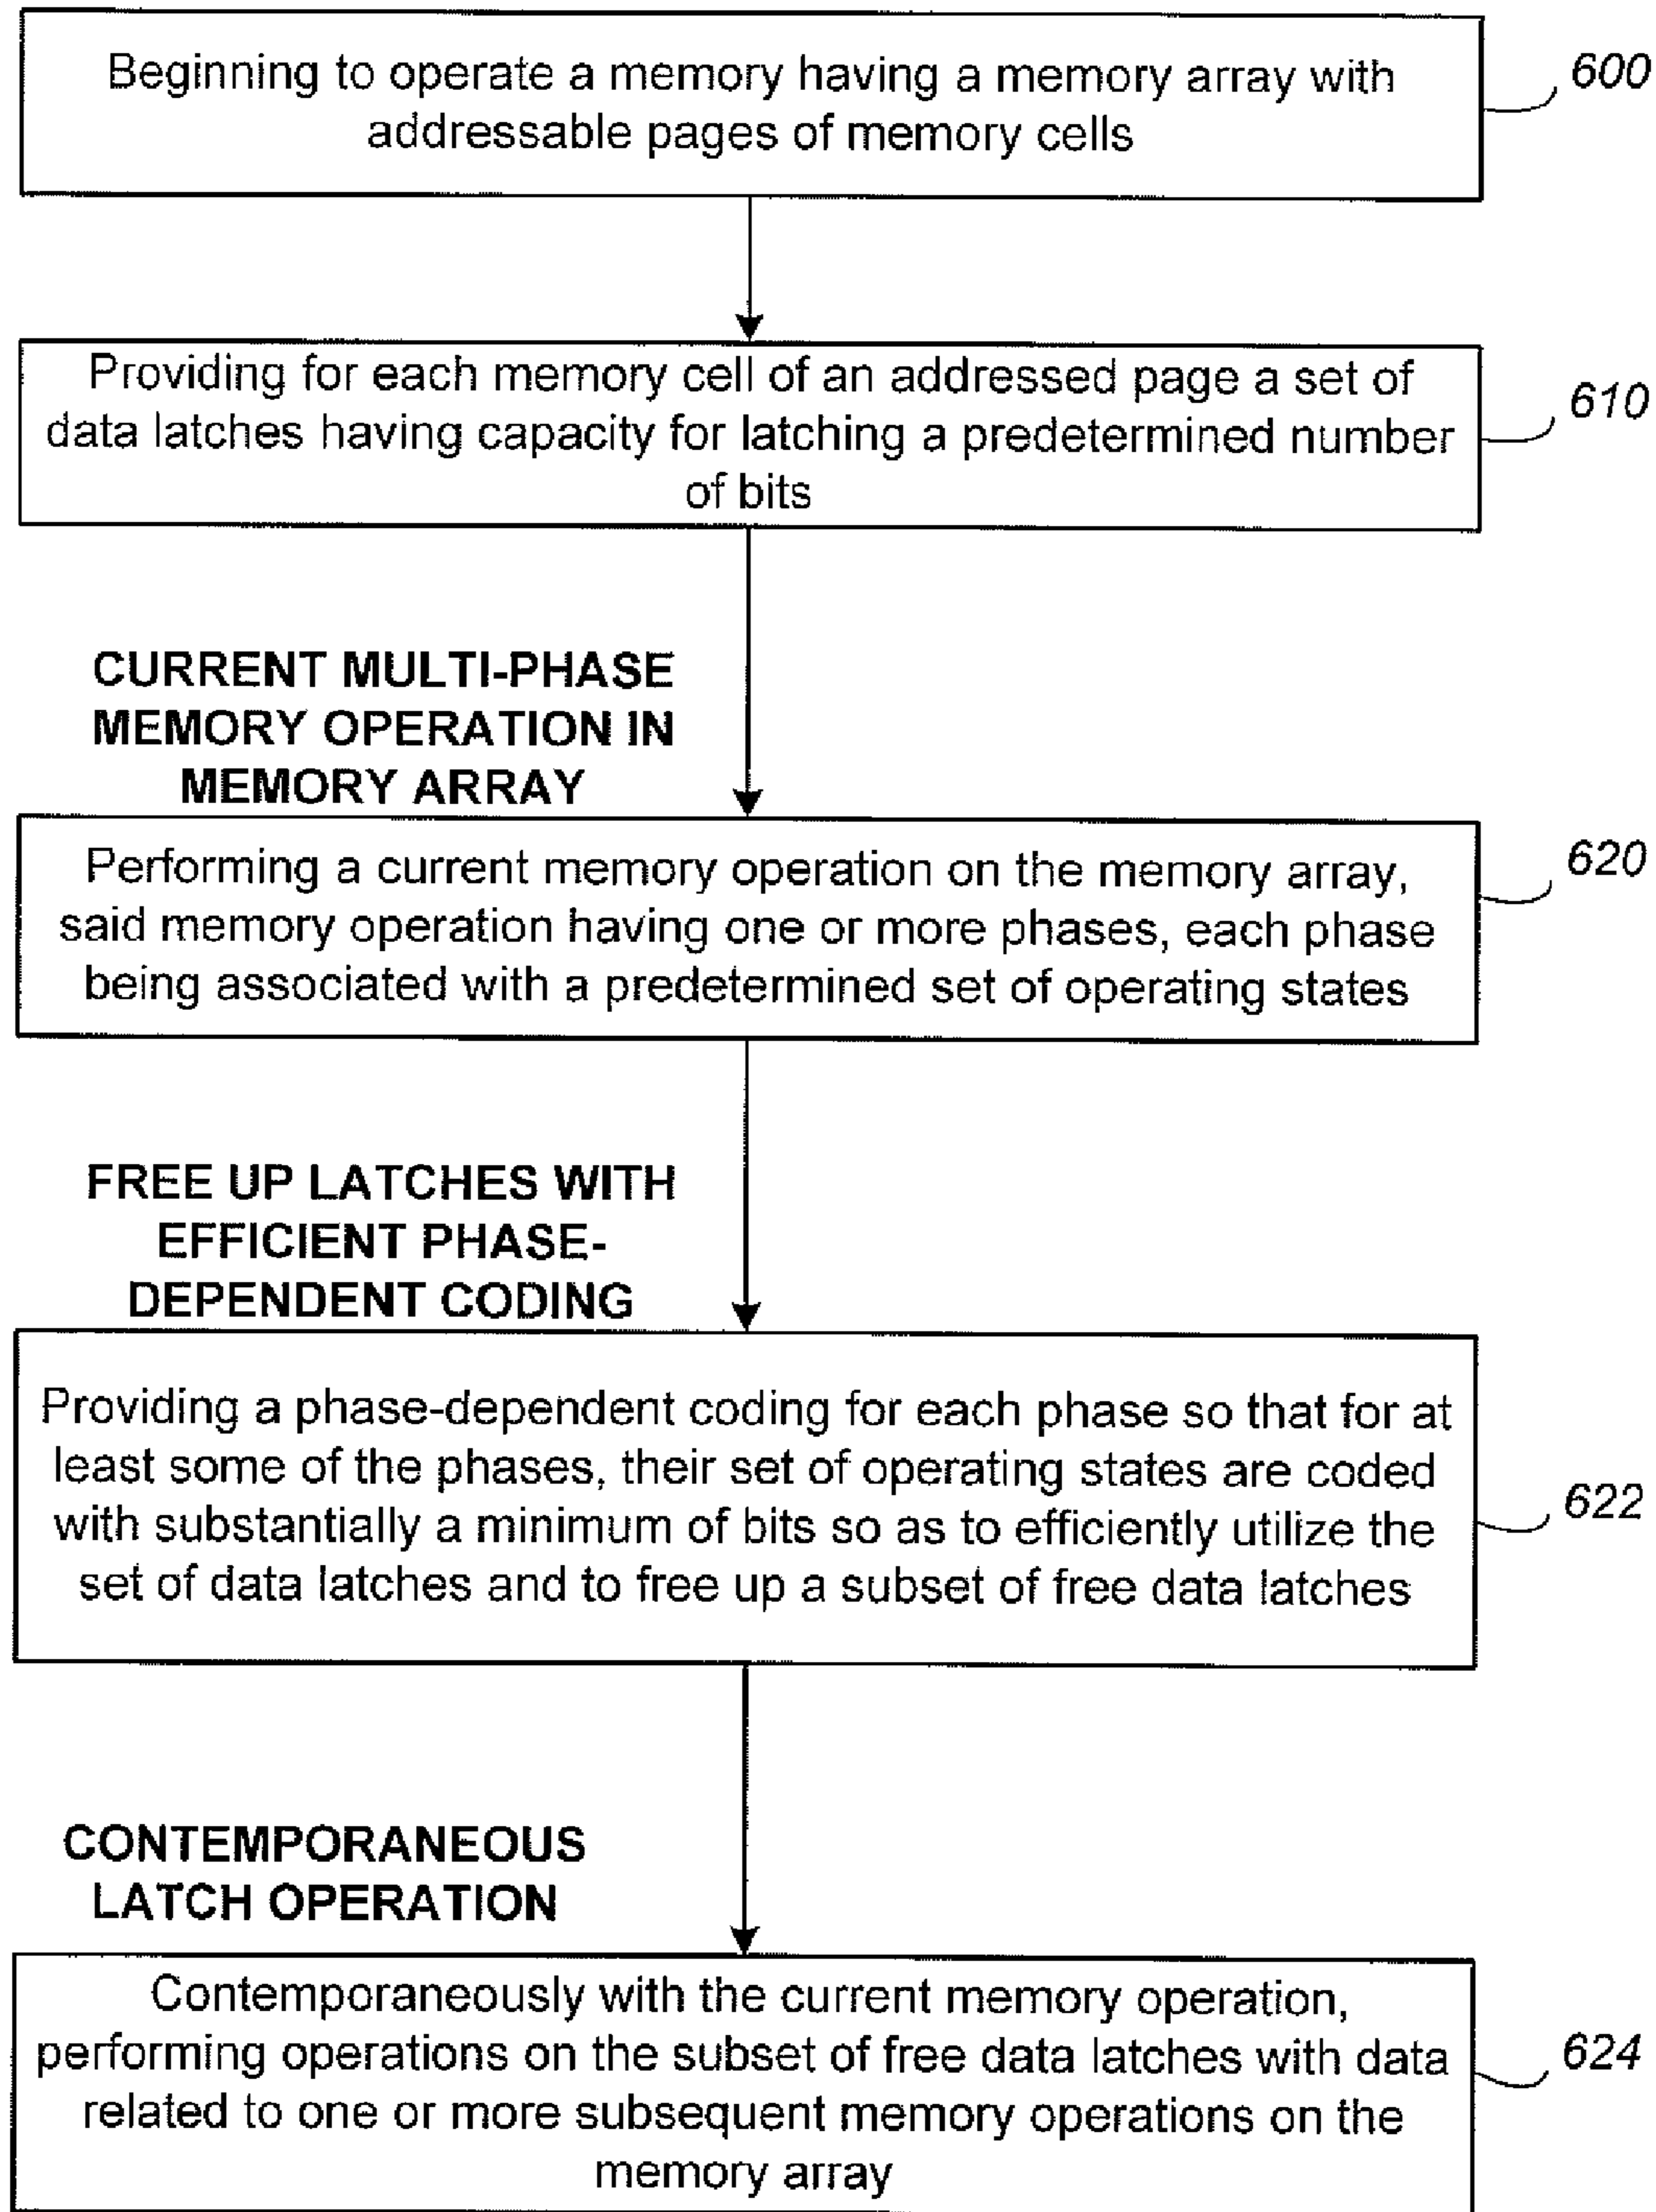 Beginning to operate a memory having a memory array with
addressable pages of memory cells
600
Providing for each memory cell of an addressed page a set of
data latches having capacity for latching a predetermined number
of bits
610
CURRENT MULTI-PHASE
MEMORY OPERATION IN
MEMORY ARRAY
Performing a current memory operation on the memory array,
said memory operation having one or more phases, each phase
being associated with a predetermined set of operating states
620
FREE UP LATCHES WITH
EFFICIENT PHASE-
DEPENDENT CODING
Providing a phase-dependent coding for each phase so that for at
least some of the phases, their set of operating states are coded
with substantially a minimum of bits so as to efficiently utilize the
set of data latches and to free up a subset of free data latches
622
CONTEMPORANEOUS
LATCH OPERATION
Contemporaneously with the current memory operation,
performing operations on the subset of free data latches with data
related to one or more subsequent memory operations on the
memory array
624